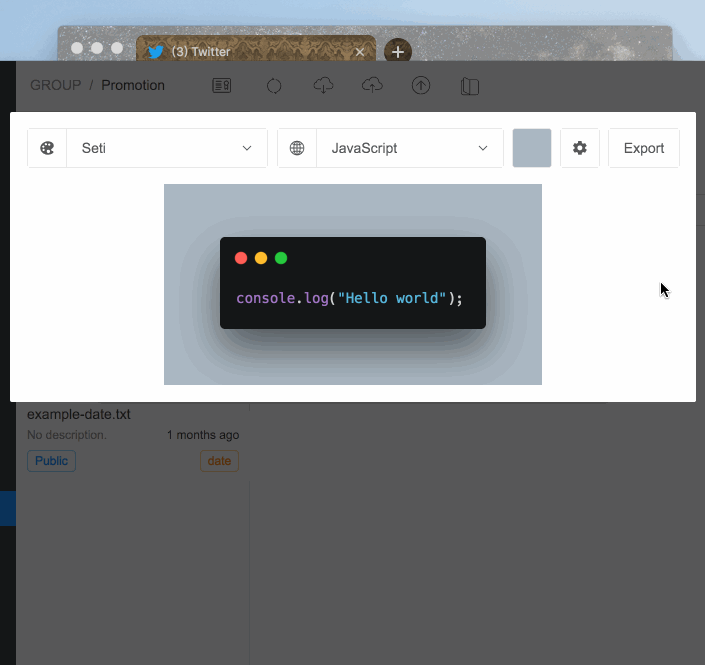 (3) Twitter
GROUP / Promotion
Seti
JavaScript
Export
console.log("Hello world");
example-date.txt
No description.
1 months ago
Public
date